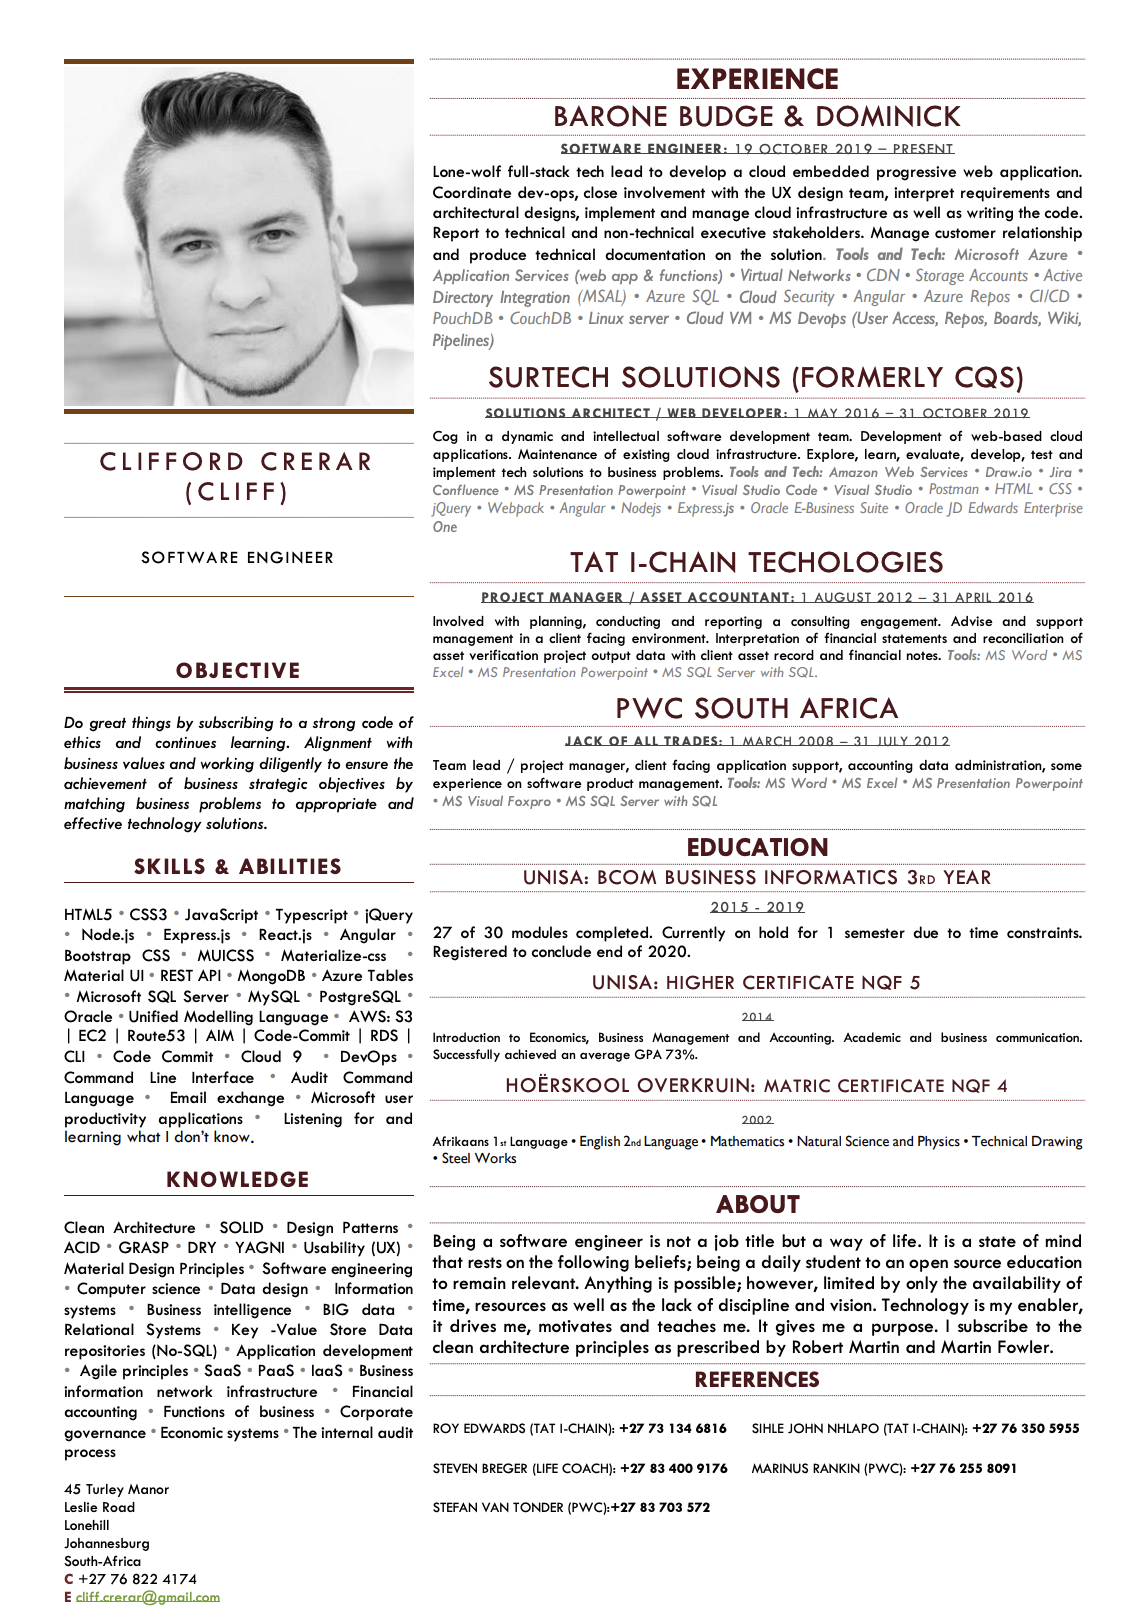 CLIFFORD CRERAR
(CLIFF)
SOFTWARE ENGINEER
OBJECTIVE
Do great things by subscribing to a strong code of
ethics and continues learning. Alignment with
business values and working diligently to ensure the
achievement of business strategic objectives by
matching business problems to appropriate and
effective technology solutions.
SKILLS & ABILITIES
HTML5 • CSS3 • JavaScript • Typescript • jQuery
• Node.js • Express.js • React.js • Angular •
Bootstrap CSS • MUICSS • Materialize-css •
Material UI • REST API • MongoDB • Azure Tables
• Microsoft SQL Server • MySQL • PostgreSQL •
Oracle • Unified Modelling Language • AWS: S3
| EC2 | Route53 | AIM | Code-Commit | RDS |
CLI • Code Commit • Cloud 9 • DevOps •
Command Line Interface • Audit Command
Language • Email exchange • Microsoft user
productivity applications • Listening for and
learning what I don't know.
KNOWLEDGE
Clean Architecture • SOLID • Design Patterns •
ACID • GRASP • DRY • YAGNI • Usability (UX) •
Material Design Principles • Software engineering
• Computer science • Data design • Information
systems • Business intelligence • BIG data •
Relational Systems • Key -Value Store Data
repositories (No-SQL) • Application development
• Agile principles • SaaS • PaaS • IaaS • Business
information network infrastructure • Financial
accounting • Functions of business • Corporate
governance • Economic systems • The internal audit
process
45 Turley Manor
Leslie Road
Lonehill
Johannesburg
South-Africa
C +27 76 822 4174
E cliff.crerar@gmail.com
EXPERIENCE
BARONE BUDGE & DOMINICK
SOFTWARE ENGINEER: 19 OCTOBER 2019 – PRESENT
Lone-wolf full-stack tech lead to develop a cloud embedded progressive web application.
Coordinate dev-ops, close involvement with the UX design team, interpret requirements and
architectural designs, implement and manage cloud infrastructure as well as writing the code.
Report to technical and non-technical executive stakeholders. Manage customer relationship
and produce technical documentation on the solution. Tools and Tech: Microsoft Azure •
Application Services (web app & functions) • Virtual Networks • CDN • Storage Accounts • Active
Directory Integration (MSAL) • Azure SQL • Cloud Security • Angular • Azure Repos • CI/CD •
PouchDB • CouchDB • Linux server • Cloud VM • MS Devops (User Access, Repos, Boards, Wiki,
Pipelines)
SURTECH SOLUTIONS (FORMERLY CQS)
SOLUTIONS ARCHITECT / WEB DEVELOPER: 1 MAY 2016 – 31 OCTOBER 2019
Cog in a dynamic and intellectual software development team. Development of web-based cloud
applications. Maintenance of existing cloud infrastructure. Explore, learn, evaluate, develop, test and
implement tech solutions to business problems. Tools and Tech: Amazon Web Services • Draw.io • Jira •
Confluence • MS Presentation Powerpoint • Visual Studio Code • Visual Studio • Postman • HTML • CSS •
jQuery • Webpack • Angular • Nodejs • Express.js • Oracle E-Business Suite • Oracle JD Edwards Enterprise
One
TAT I-CHAIN TECHOLOGIES
PROJECT MANAGER / ASSET ACCOUNTANT: 1 AUGUST 2012 – 31 APRIL 2016
Involved with planning, conducting and reporting a consulting engagement. Advise and support
management in a client facing environment. Interpretation of financial statements and reconciliation of
asset verification project output data with client asset record and financial notes. Tools: MS Word • MS
Excel • MS Presentation Powerpoint • MS SQL Server with SQL.
PWC SOUTH AFRICA
JACK OF ALL TRADES: 1 MARCH 2008 – 31 JULY 2012
Team lead / project manager, client facing application support, accounting data administration, some
experience on software product management. Tools: MS Word • MS Excel • MS Presentation Powerpoint
• MS Visual Foxpro • MS SQL Server with SQL
EDUCATION
UNISA: BCOM BUSINESS INFORMATICS 3RD YEAR
2015 - 2019
27 of 30 modules completed. Currently on hold for 1 semester due to time constraints.
Registered to conclude end of 2020.
UNISA: HIGHER CERTIFICATE NQF 5
2014
Introduction to Economics, Business Management and Accounting. Academic and business communication.
Successfully achieved an average GPA 73%.
HOËRSKOOL OVERKRUIN: MATRIC CERTIFICATE NQF 4
2002
Afrikaans 1st Language • English 2nd Language • Mathematics • Natural Science and Physics • Technical Drawing
• Steel Works
ABOUT
Being a software engineer is not a job title but a way of life. It is a state of mind
that rests on the following beliefs; being a daily student to an open source education
to remain relevant. Anything is possible; however, limited by only the availability of
time, resources as well as the lack of discipline and vision. Technology is my enabler,
it drives me, motivates and teaches me. It gives me a purpose. I subscribe to the
clean architecture principles as prescribed by Robert Martin and Martin Fowler.
REFERENCES
ROY EDWARDS (TAT I-CHAIN): +27 73 134 6816 SIHLE JOHN NHLAPO (TAT I-CHAIN): +27 76 350 5955
STEVEN BREGER (LIFE COACH): +27 83 400 9176 MARINUS RANKIN (PWC): +27 76 255 8091
STEFAN VAN TONDER (PWC):+27 83 703 572